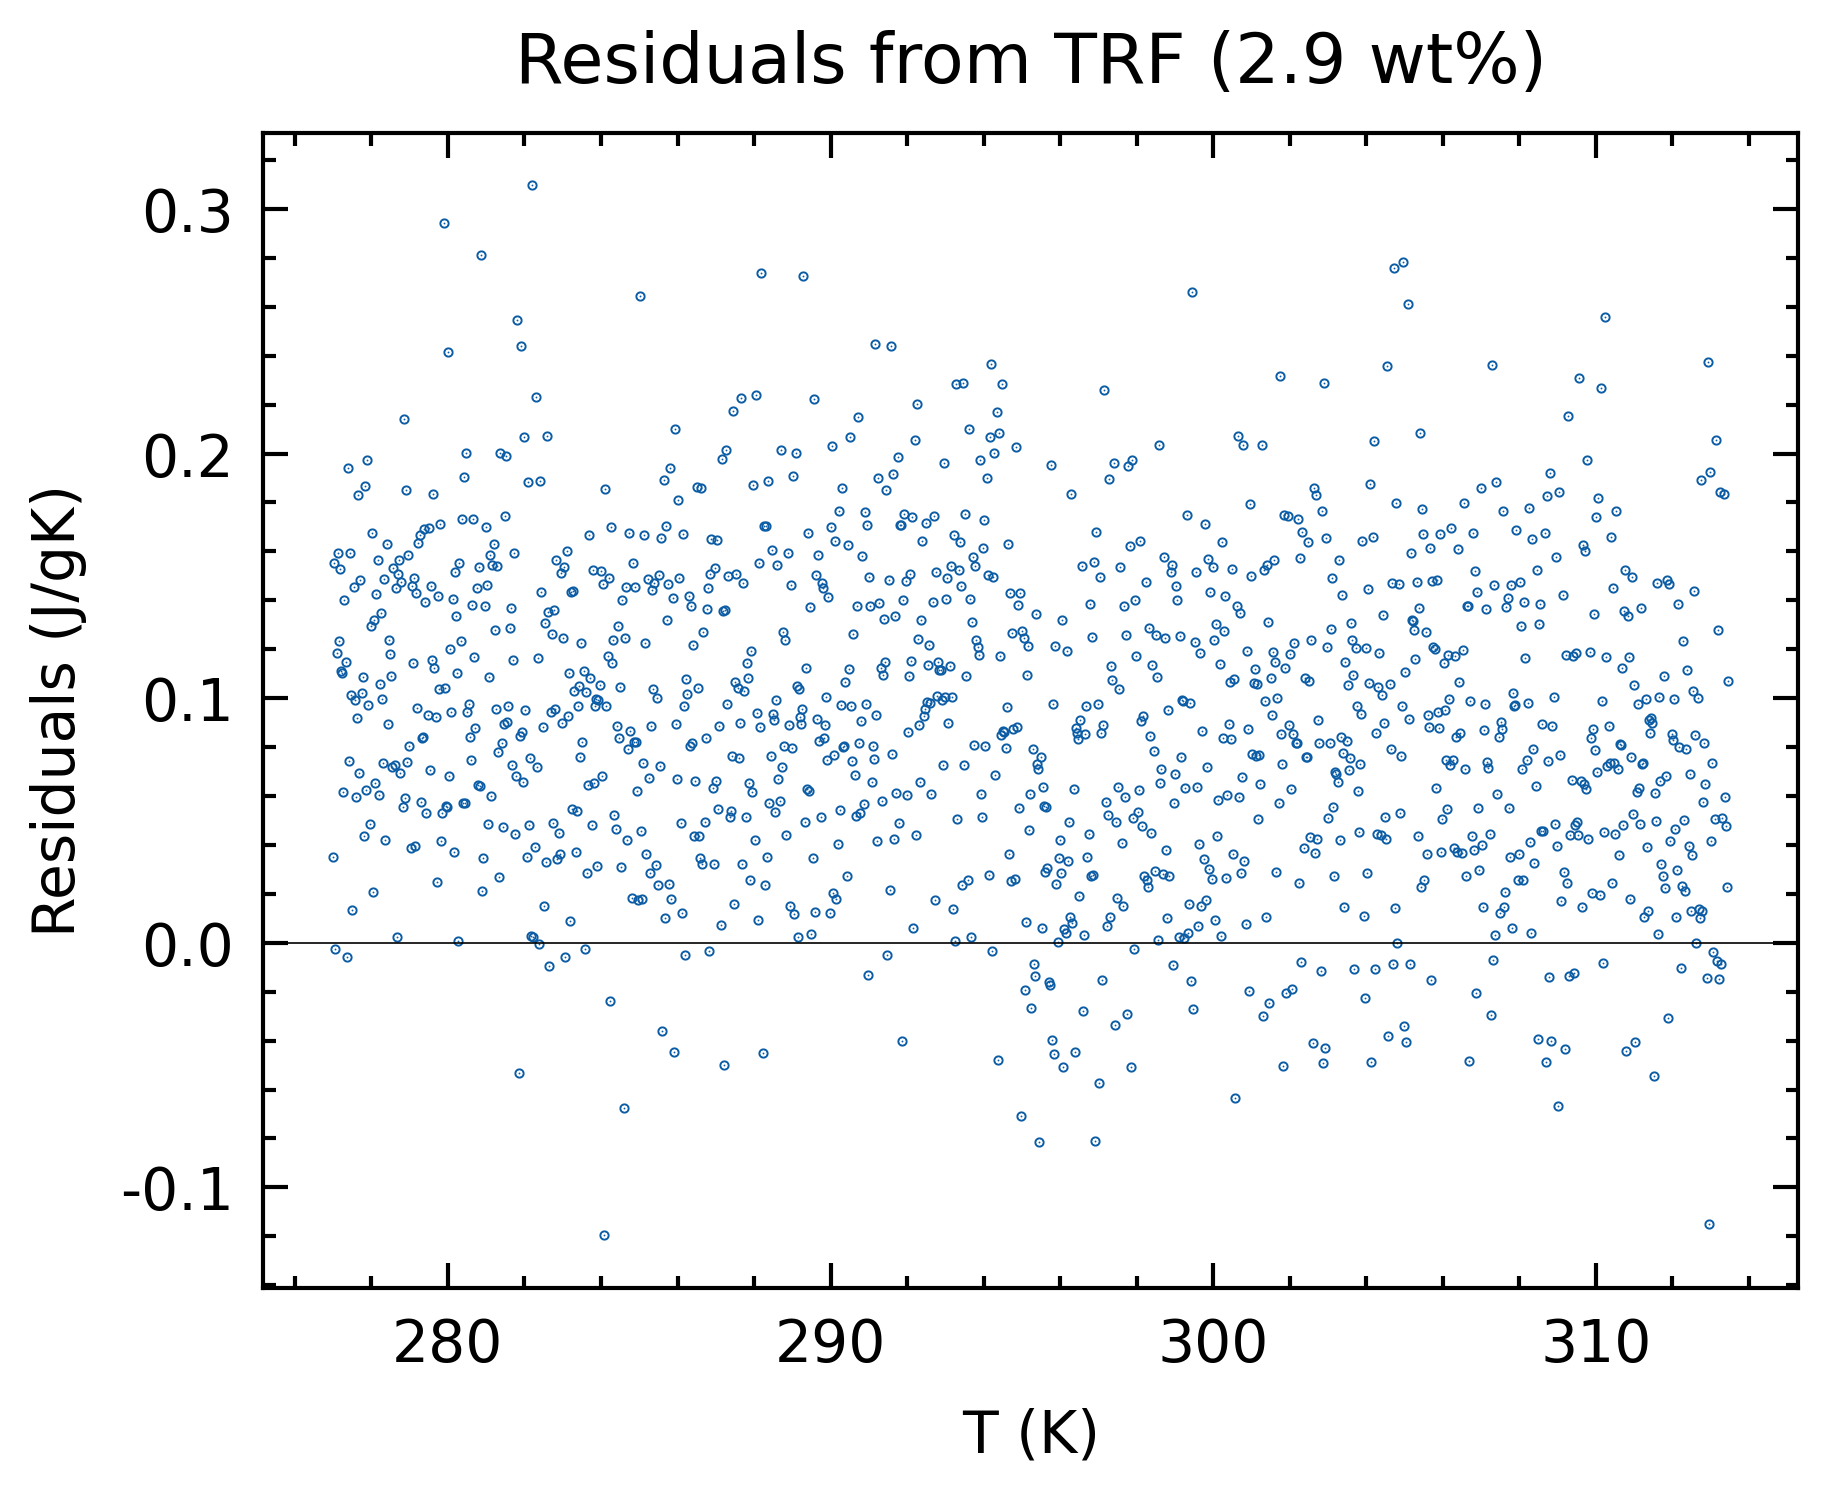 Residuals from TRF (2.9 wt%)
Residuals (J/gK)
0.3
0.2
0.1
0.0
-0.1
280 290 300 310
T (K)